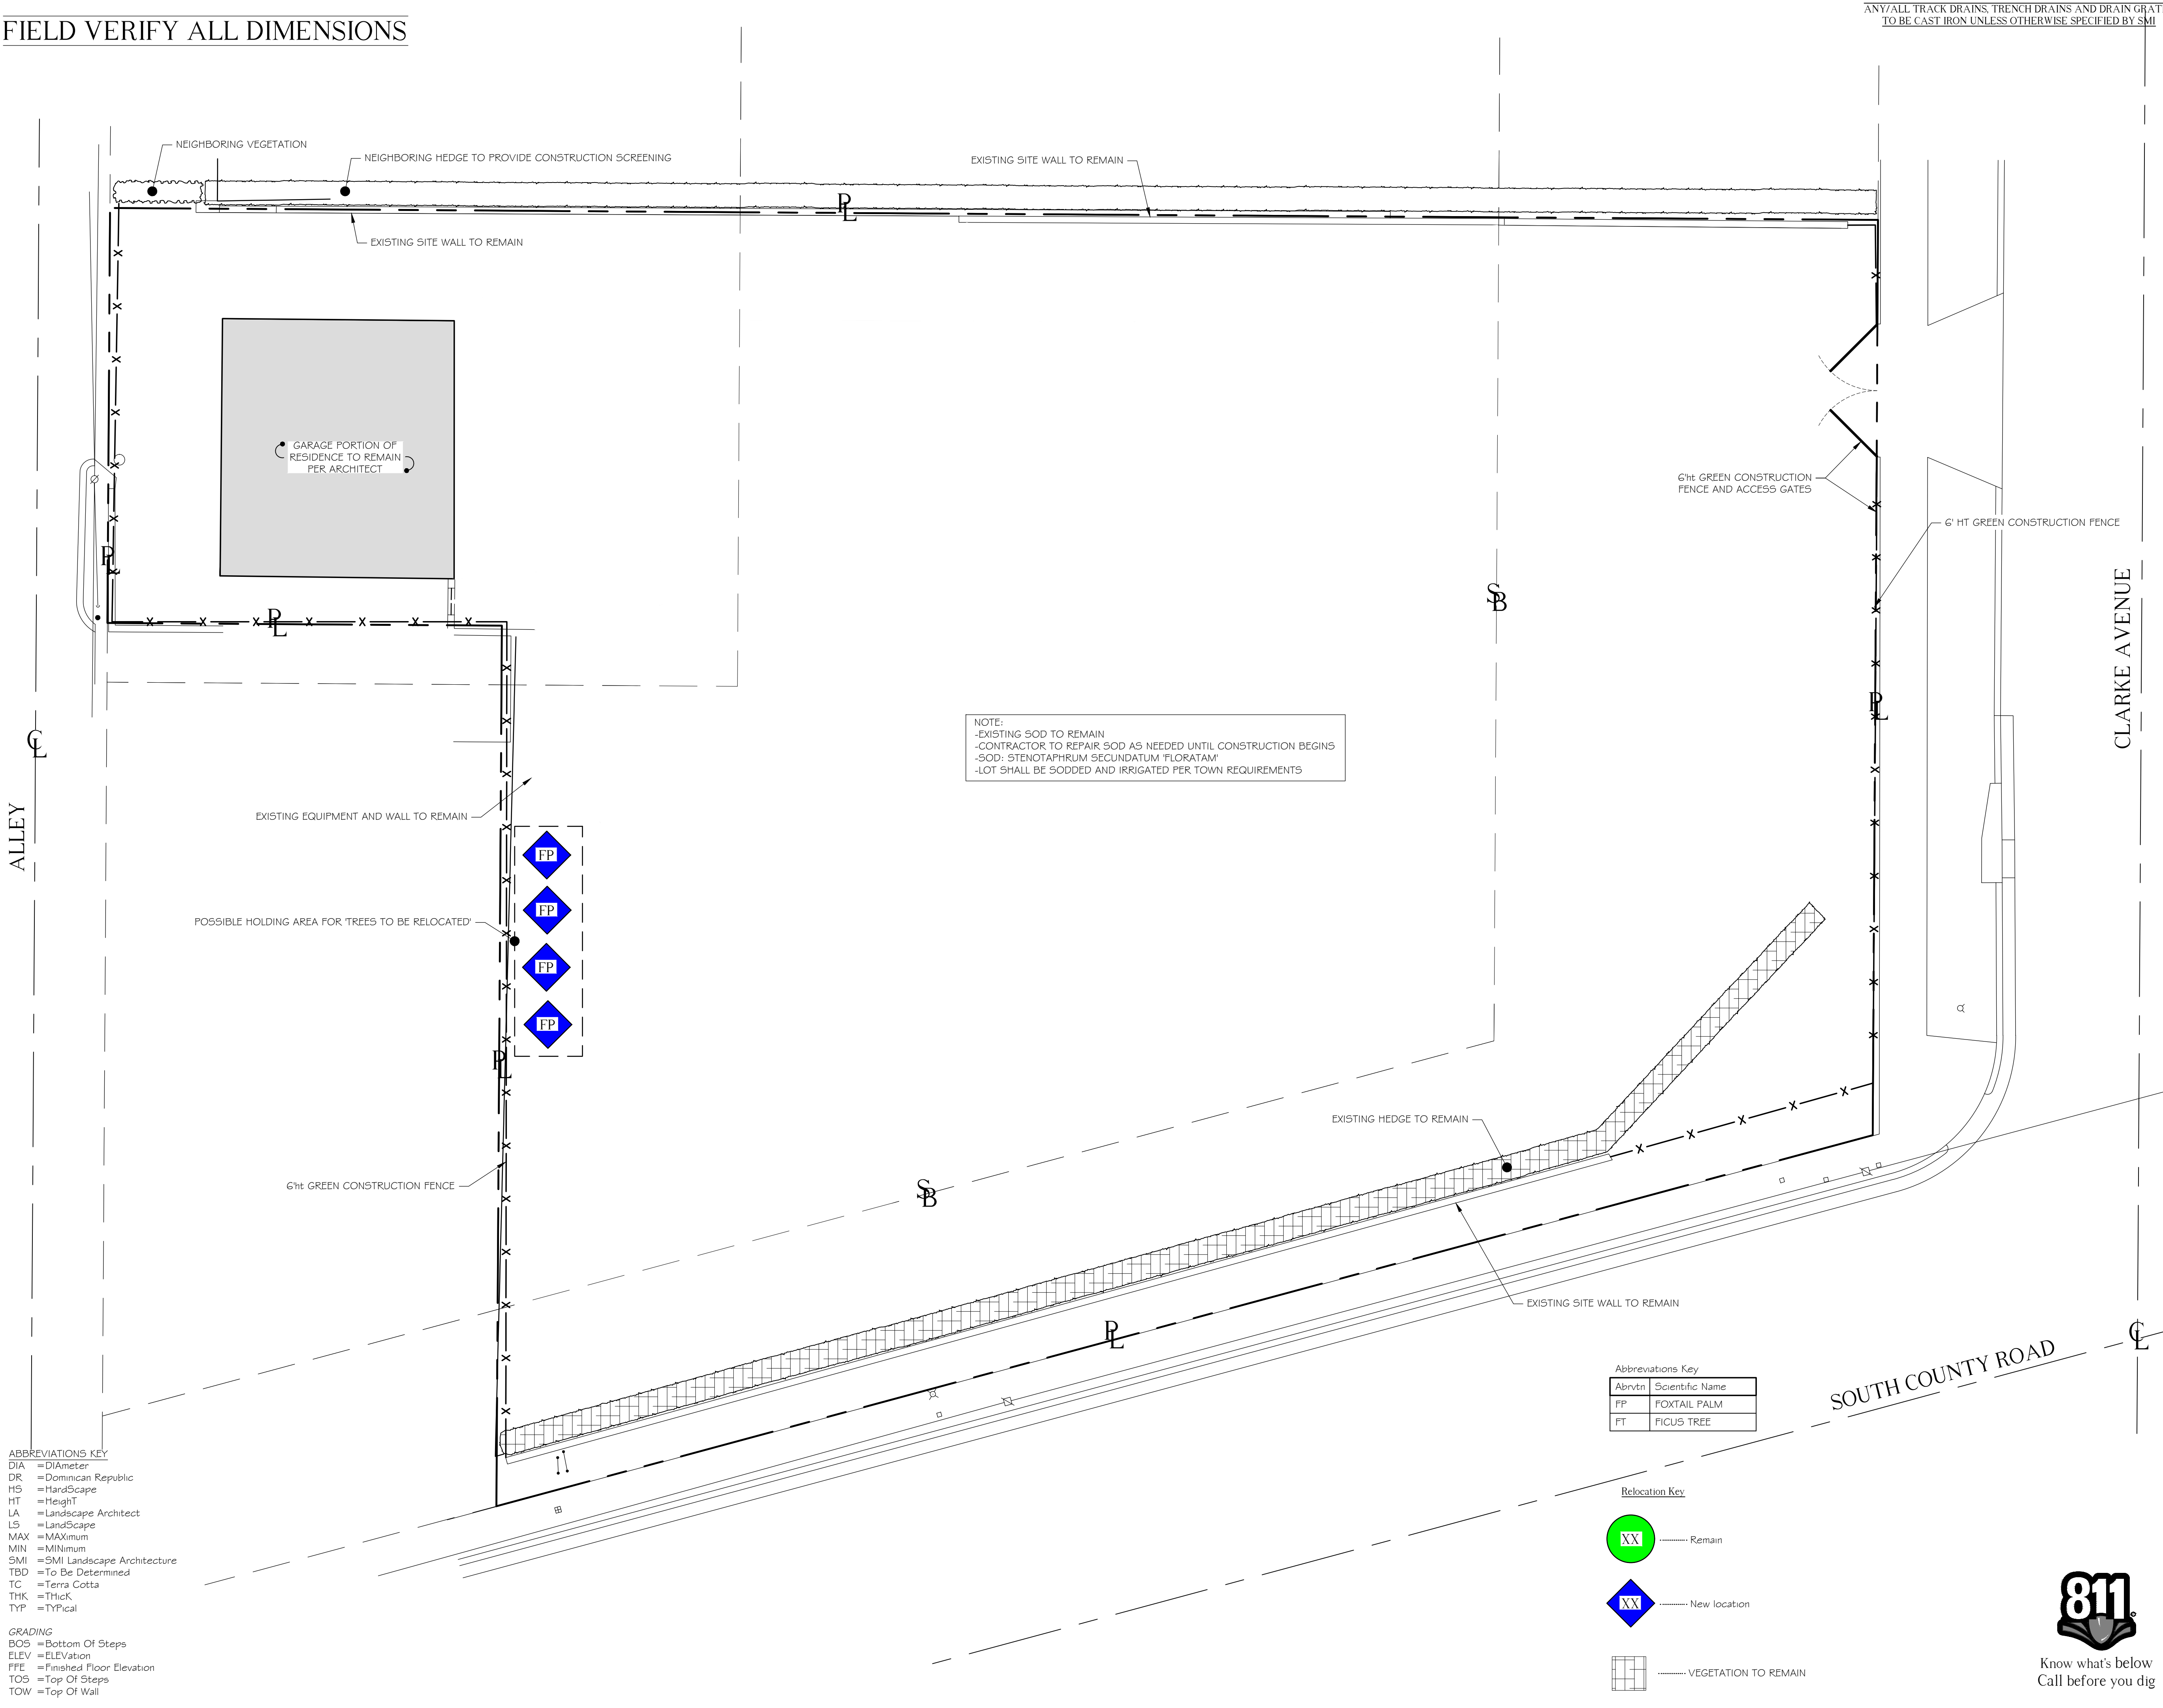 FIELD VERIFY ALL DIMENSIONS
ANY/ALL TRACK DRAINS, TRENCH DRAINS AND DRAIN
TO BE CAST IRON UNLESS OTHERWISE SPECIFIED BY SMI
NEIGHBORING VEGETATION
NEIGHBORING HEDGE TO PROVIDE CONSTRUCTION SCREENING
EXISTING SITE WALL TO REMAIN
PL
EXISTING SITE WALL TO REMAIN
GARAGE PORTION OF
RESIDENCE TO REMAIN
PER ARCHITECT
6'ht GREEN CONSTRUCTION
FENCE AND ACCESS GATES
6' HT GREEN CONSTRUCTION FENCE
PL
PL
SB
PL
CLARKE AVENUE
CL
ALLEY
NOTE:
-EXISTING SOD TO REMAIN
-CONTRACTOR TO REPAIR SOD AS NEEDED UNTIL CONSTRUCTION BEGINS
-SOD: STENOTAPHRUM SECUNDATUM 'FLORATAM'
-LOT SHALL BE SODDED AND IRRIGATED PER TOWN REQUIREMENTS
EXISTING EQUIPMENT AND WALL TO REMAIN
FP
FP
POSSIBLE HOLDING AREA FOR 'TREES TO BE RELOCATED'
FP
FP
PL
EXISTING HEDGE TO REMAIN
6'ht GREEN CONSTRUCTION FENCE
SB
EXISTING SITE WALL TO REMAIN
PL
CL
SOUTH COUNTY ROAD
Abbreviations Key
Abrvtn Scientific Name
FP FOXTAIL PALM
FT FICUS TREE
Relocation Key
XX Remain
XX New location
VEGETATION TO REMAIN
ABBREVIATIONS KEY
DIA =DIAmeter
DR =Dominican Republic
HS =HardScape
HT =HeighT
LA =Landscape Architect
LS =LandScape
MAX =MAXimum
MIN =MINimum
SMI =SMI Landscape Architecture
TBD =To Be Determined
TC =Terra Cotta
THK =THicK
TYP =TYPical
GRADING
BOS =Bottom Of Steps
ELEV =ELEVation
FFE =Finished Floor Elevation
TOS =Top Of Steps
TOW =Top Of Wall
811
Know what's below
Call before you dig